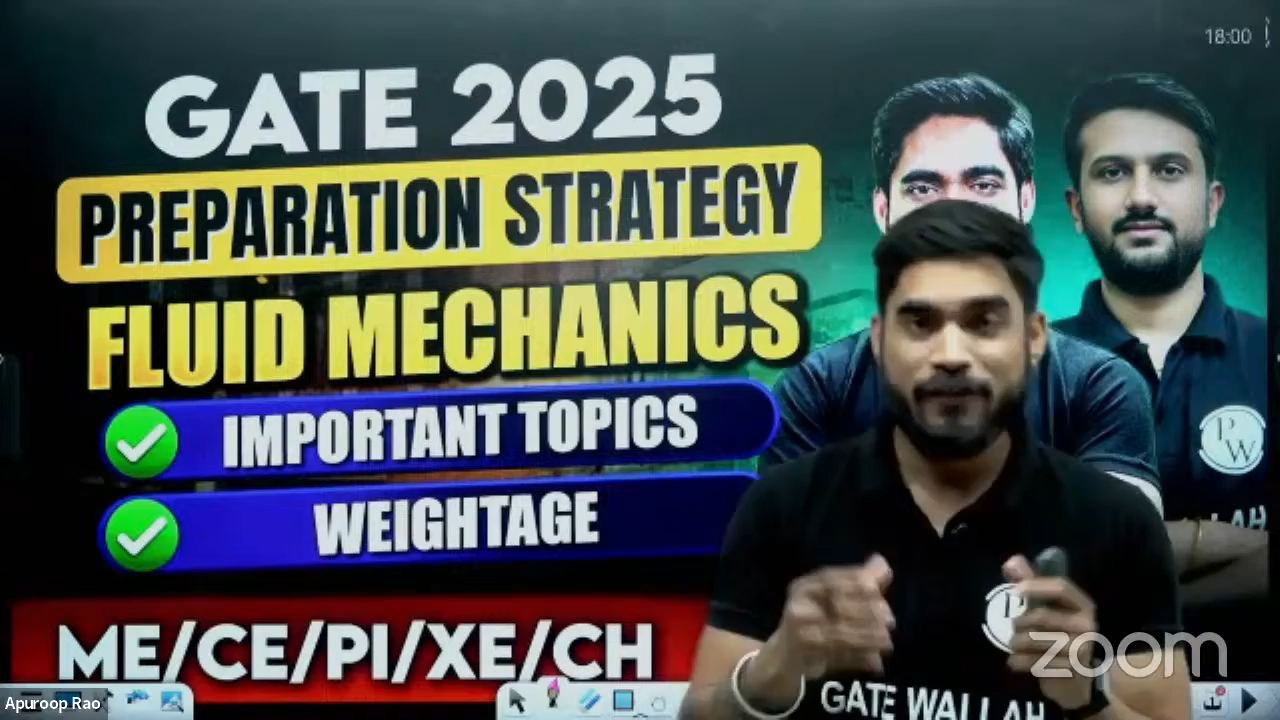 18:00
GATE 2025
PREPARATION STRATEGY
FLUID MECHANICS
IMPORTANT TOPICS
WEIGHTAGE
ME/CE/PI/XE/CH
PW
P
GATE WALLAH
zoom
Apuroop Rao